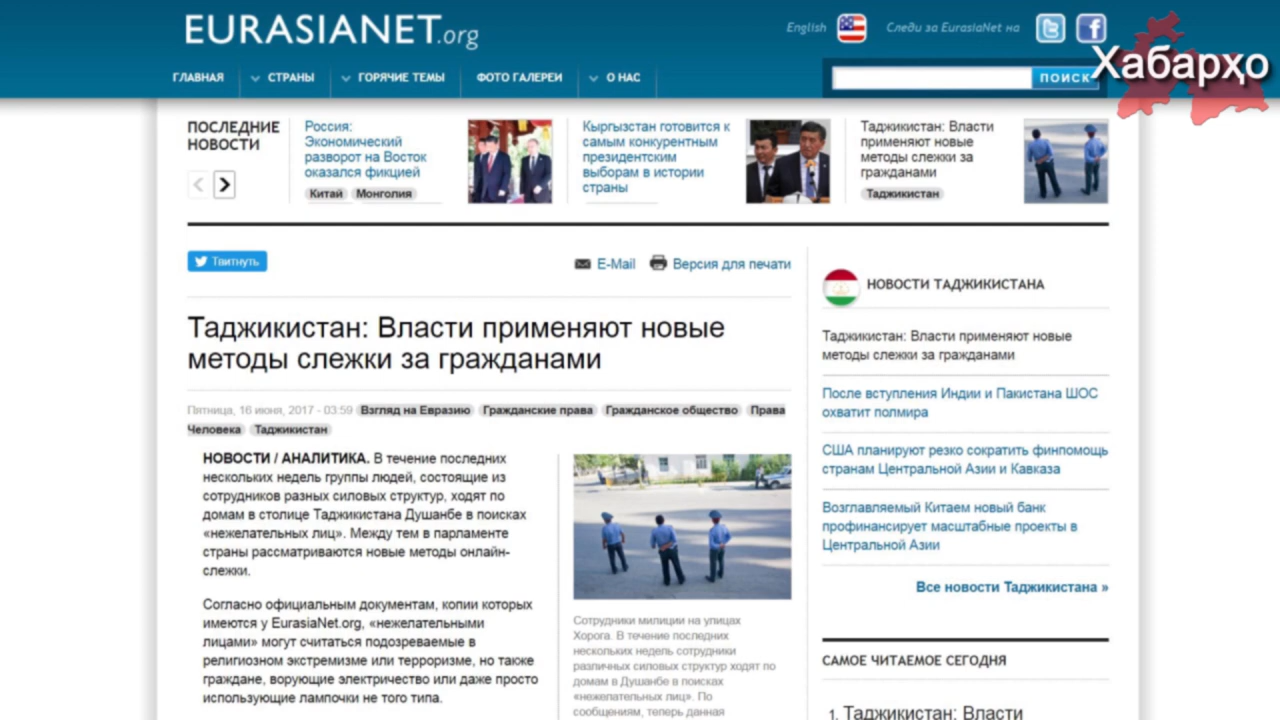 EURASIANET.org
English
Следи за EurasiaNet на
Хабарҳо
ГЛАВНАЯ
СТРАНЫ
ГОРЯЧИЕ ТЕМЫ
ФОТО ГАЛЕРЕИ
О НАС
ПОИСК
ПОСЛЕДНИЕ
НОВОСТИ
Россия:
Экономический
разворот на Восток
оказался фикцией
Китай Монголия
Кыргызстан готовится к
самым конкурентным
президентским
выборам в истории
страны
Таджикистан: Власти
применяют новые
методы слежки за
гражданами
Таджикистан
Твитнуть
E-Mail
Версия для печати
Таджикистан: Власти применяют новые
методы слежки за гражданами
Пятница, 16 июня, 2017 - 03:59 Взгляд на Евразию Гражданские права Гражданское общество Права
Человека Таджикистан
НОВОСТИ / АНАЛИТИКА. В течение последних
нескольких недель группы людей, состоящие из
сотрудников разных силовых структур, ходят по
домам в столице Таджикистана Душанбе в поисках
«нежелательных лиц». Между тем в парламенте
страны рассматриваются новые методы онлайн-
слежки.
Согласно официальным документам, копии которых
имеются у EurasiaNet.org, «нежелательными
лицами» могут считаться подозреваемые в
религиозном экстремизме или терроризме, но также
граждане, ворующие электричество или даже просто
использующие лампочки не того типа.
Сотрудники милиции на улицах
Хорога. В течение последних
нескольких недель сотрудники
различных силовых структур ходят по
домам в Душанбе в поисках
«нежелательных лиц». По
сообщениям, теперь данная
НОВОСТИ ТАДЖИКИСТАНА
Таджикистан: Власти применяют новые
методы слежки за гражданами
После вступления Индии и Пакистана ШОС
охватит полмира
США планируют резко сократить финпомощь
странам Центральной Азии и Кавказа
Возглавляемый Китаем новый банк
профинансирует масштабные проекты в
Центральной Азии
Все новости Таджикистана »
САМОЕ ЧИТАЕМОЕ СЕГОДНЯ
1. Таджикистан: Власти